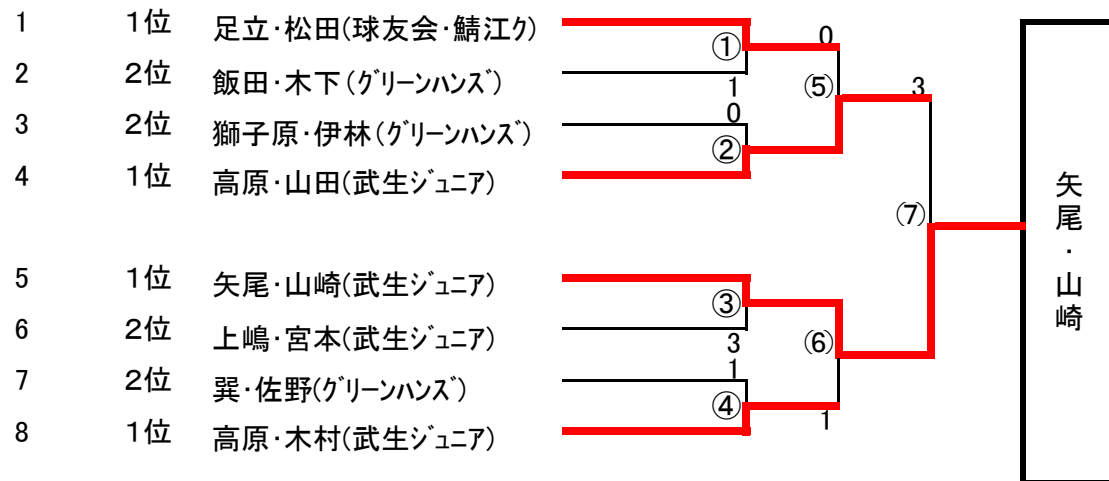 1 1位 足立・松田(球友会・鯖江ク)
①
0
2 2位 飯田・木下(グリーンハンズ)
1
⑤
3
3 2位 獅子原・伊林(グリーンハンズ)
0
②
4 1位 高原・山田(武生ジュニア)
⑦
矢尾・山崎
5 1位 矢尾・山崎(武生ジュニア)
③
6 2位 上嶋・宮本(武生ジュニア)
3
⑥
7 2位 巽・佐野(グリーンハンズ)
1
④
1
8 1位 高原・木村(武生ジュニア)